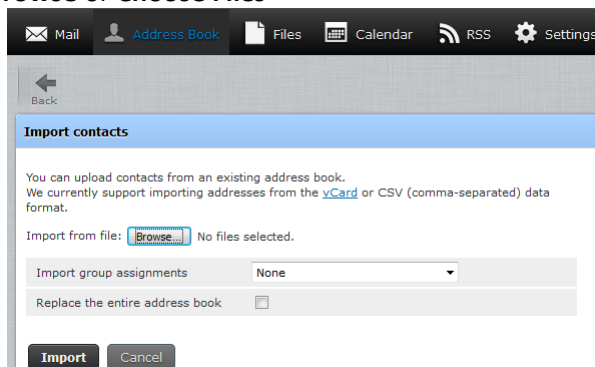 Mail Address Book Files Calendar RSS Settings
Back
Import contacts
You can upload contacts from an existing address book.
We currently support importing addresses from the vCard or CSV (comma-separated) data
format.
Import from file: Browse... No files selected.
Import group assignments None
Replace the entire address book
Import Cancel